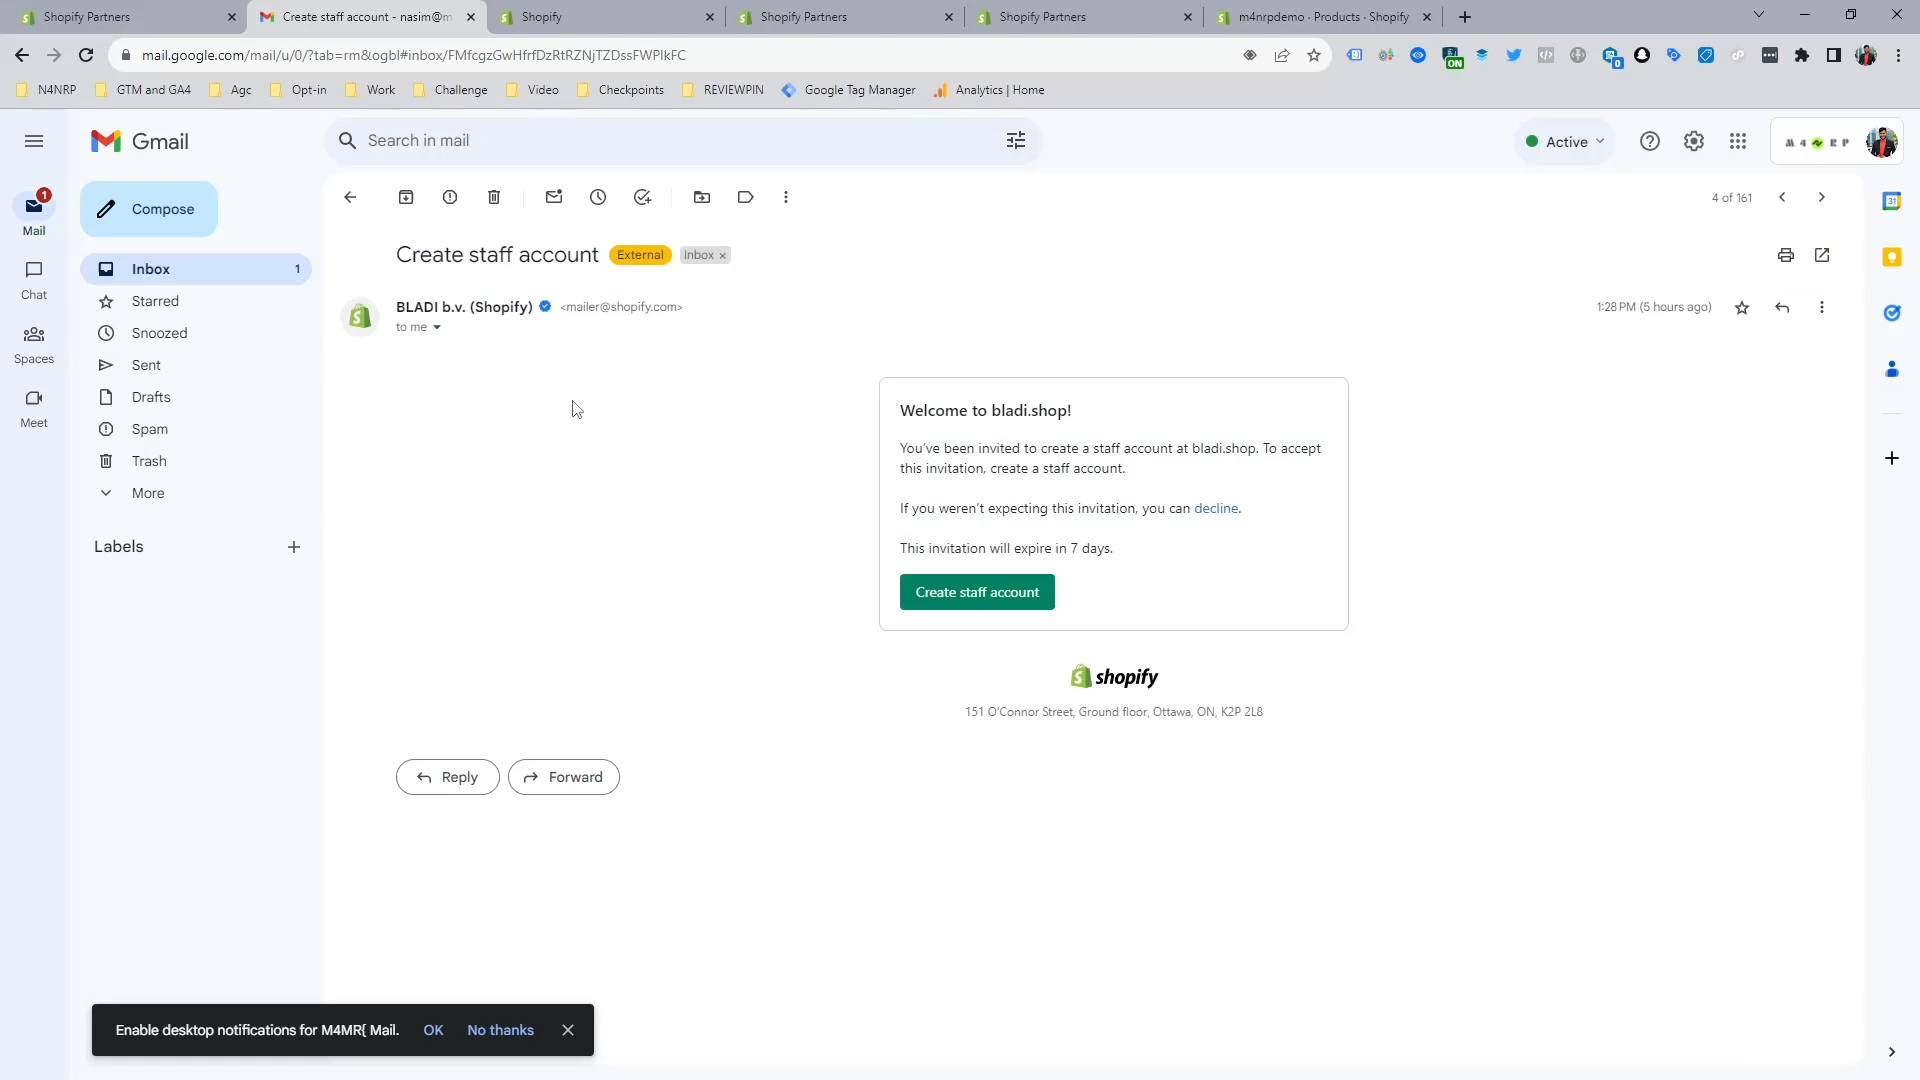 Shopify Partners
Create staff account - nasim@m
Shopify
Shopify Partners
Shopify Partners
m4nrpdemo · Products · Shopify
mail.google.com/mail/u/0/?tab=rm&ogbl#inbox/FMfcgzGwHfrfDzRtRZNjTZDssFWPlkFC
ON
0
N4NRP
GTM and GA4
Agc
Opt-in
Work
Challenge
Video
Checkpoints
REVIEWPIN
Google Tag Manager
Analytics | Home
Gmail
Search in mail
Active
M 4 R P
1
Mail
Chat
Spaces
Meet
Compose
Inbox 1
Starred
Snoozed
Sent
Drafts
Spam
Trash
More
Labels
4 of 161
31
Create staff account External Inbox ×
BLADI b.v. (Shopify) <mailer@shopify.com>
1:28 PM (5 hours ago)
to me
Welcome to bladi.shop!
You've been invited to create a staff account at bladi.shop. To accept
this invitation, create a staff account.
If you weren't expecting this invitation, you can decline.
This invitation will expire in 7 days.
Create staff account
shopify
151 O'Connor Street, Ground floor, Ottawa, ON, K2P 2L8
Reply
Forward
Enable desktop notifications for M4MR[ Mail. OK No thanks